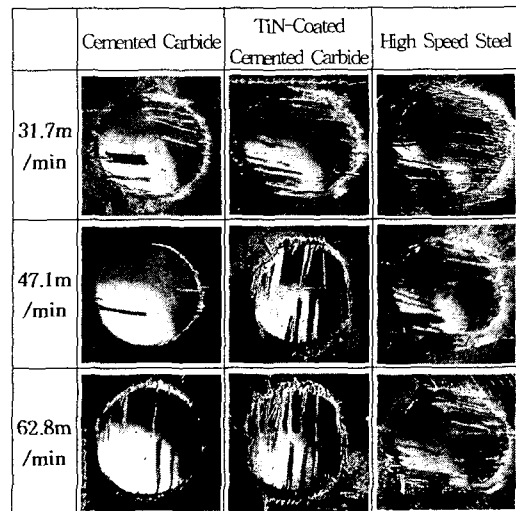 Cemented Carbide
TiN-Coated
Cemented Carbide
High Speed Steel
31.7m
/min
47.1m
/min
62.8m
/min